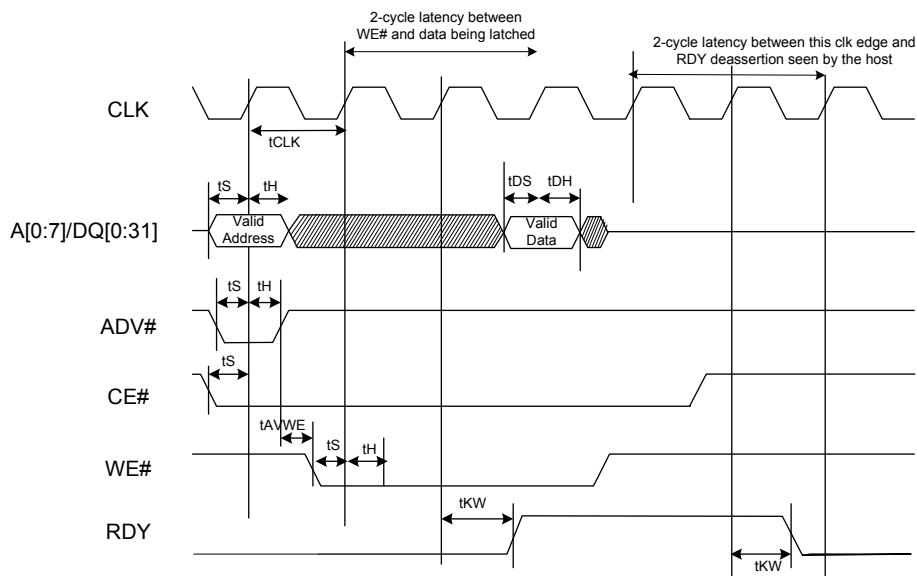 2-cycle latency between
WE# and data being latched
2-cycle latency between this clk edge and
RDY deassertion seen by the host
CLK
tCLK
tS tH tDS tDH
A[0:7]/DQ[0:31] Valid Address Valid Data
tS tH
ADV#
tS
CE#
tAVWE tS tH
WE#
tKW
RDY
tKW